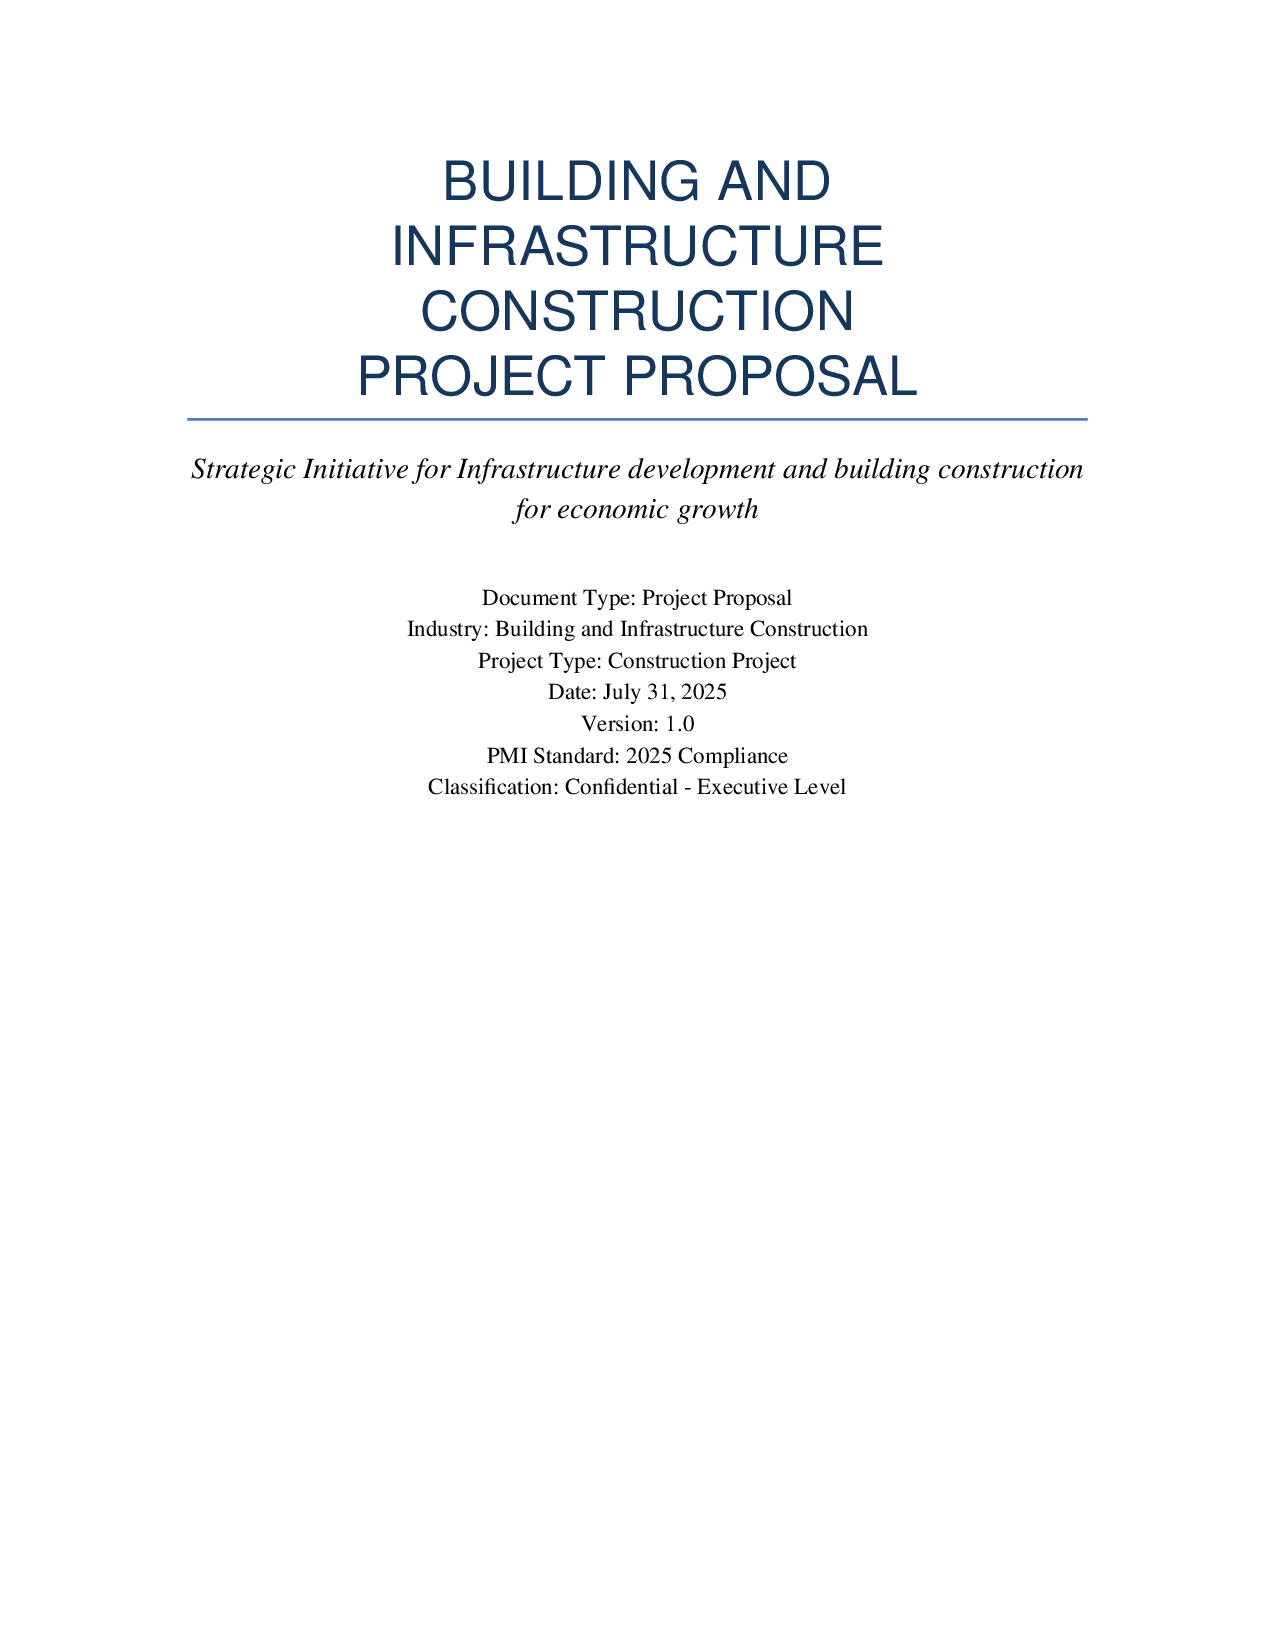 BUILDING AND
INFRASTRUCTURE
CONSTRUCTION
PROJECT PROPOSAL
Strategic Initiative for Infrastructure development and building construction
for economic growth
Document Type: Project Proposal
Industry: Building and Infrastructure Construction
Project Type: Construction Project
Date: July 31, 2025
Version: 1.0
PMI Standard: 2025 Compliance
Classification: Confidential - Executive Level